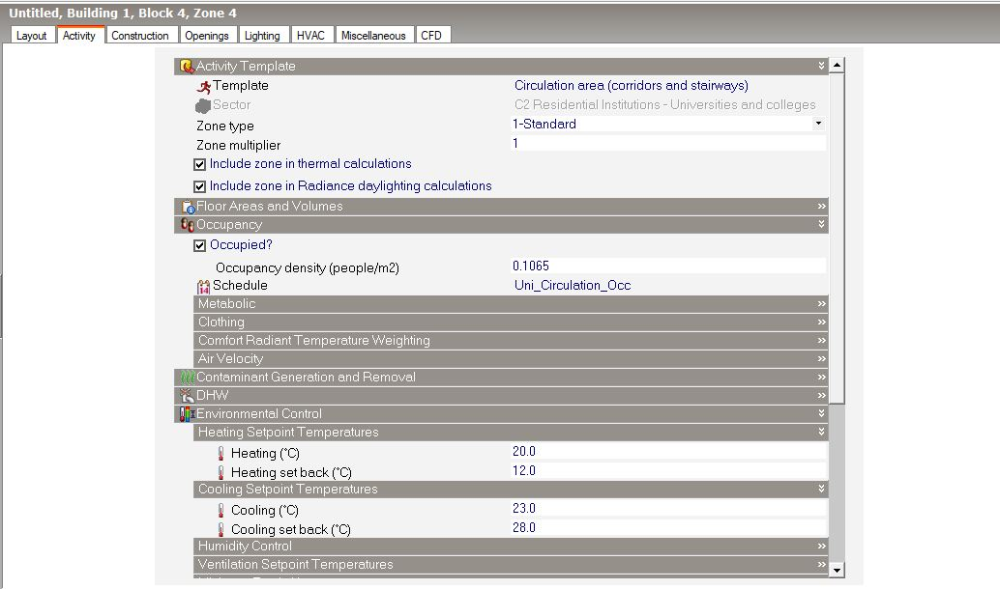 Untitled, Building 1, Block 4, Zone 4
Layout Activity Construction Openings Lighting HVAC Miscellaneous CFD
Activity Template
Template Circulation area (corridors and stairways)
Sector C2 Residential Institutions - Universities and colleges
Zone type 1-Standard
Zone multiplier 1
Include zone in thermal calculations
Include zone in Radiance daylighting calculations
Floor Areas and Volumes
Occupancy
Occupied?
Occupancy density (people/m2) 0.1065
Schedule Uni_Circulation_Occ
Metabolic
Clothing
Comfort Radiant Temperature Weighting
Air Velocity
Contaminant Generation and Removal
DHW
Environmental Control
Heating Setpoint Temperatures
Heating (°C) 20.0
Heating set back (°C) 12.0
Cooling Setpoint Temperatures
Cooling (°C) 23.0
Cooling set back (°C) 28.0
Humidity Control
Ventilation Setpoint Temperatures